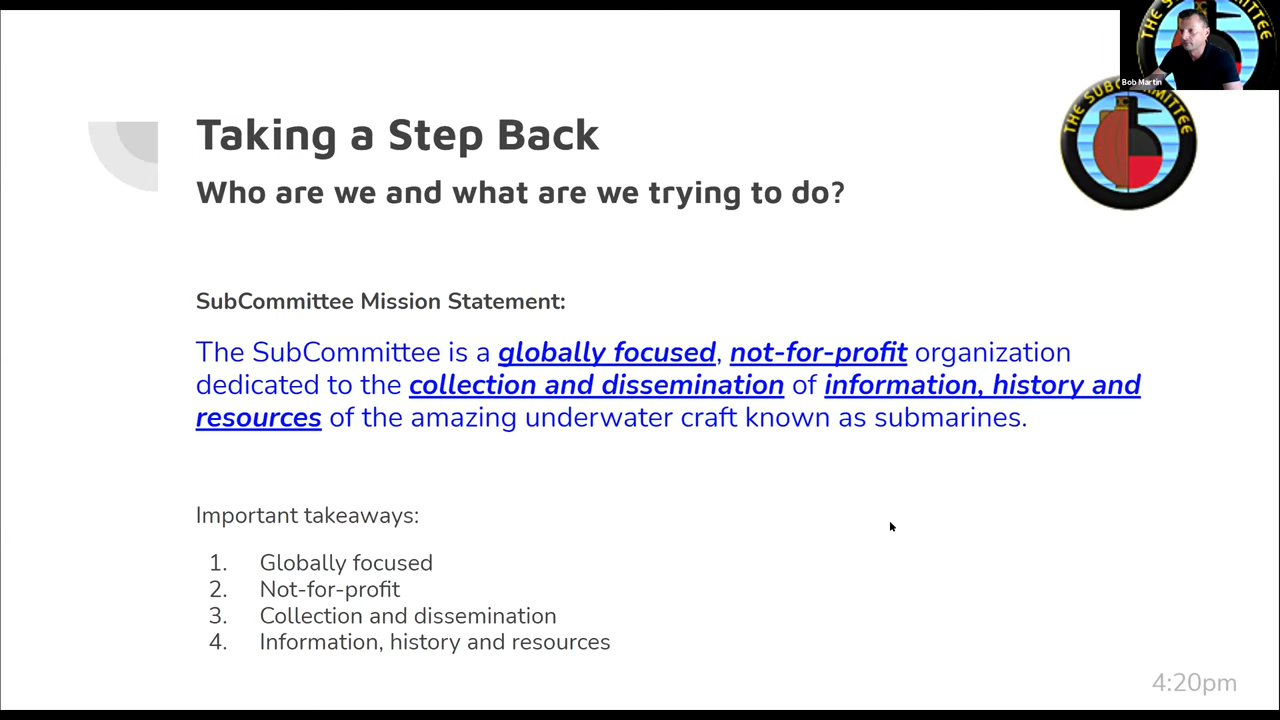 THE SUBCOMMITTEE
Bob Martin
THE SUBCOMMITTEE
Taking a Step Back
Who are we and what are we trying to do?
SubCommittee Mission Statement:
The SubCommittee is a globally focused, not-for-profit organization
dedicated to the collection and dissemination of information, history and
resources of the amazing underwater craft known as submarines.
Important takeaways:
1. Globally focused
2. Not-for-profit
3. Collection and dissemination
4. Information, history and resources
4:20pm